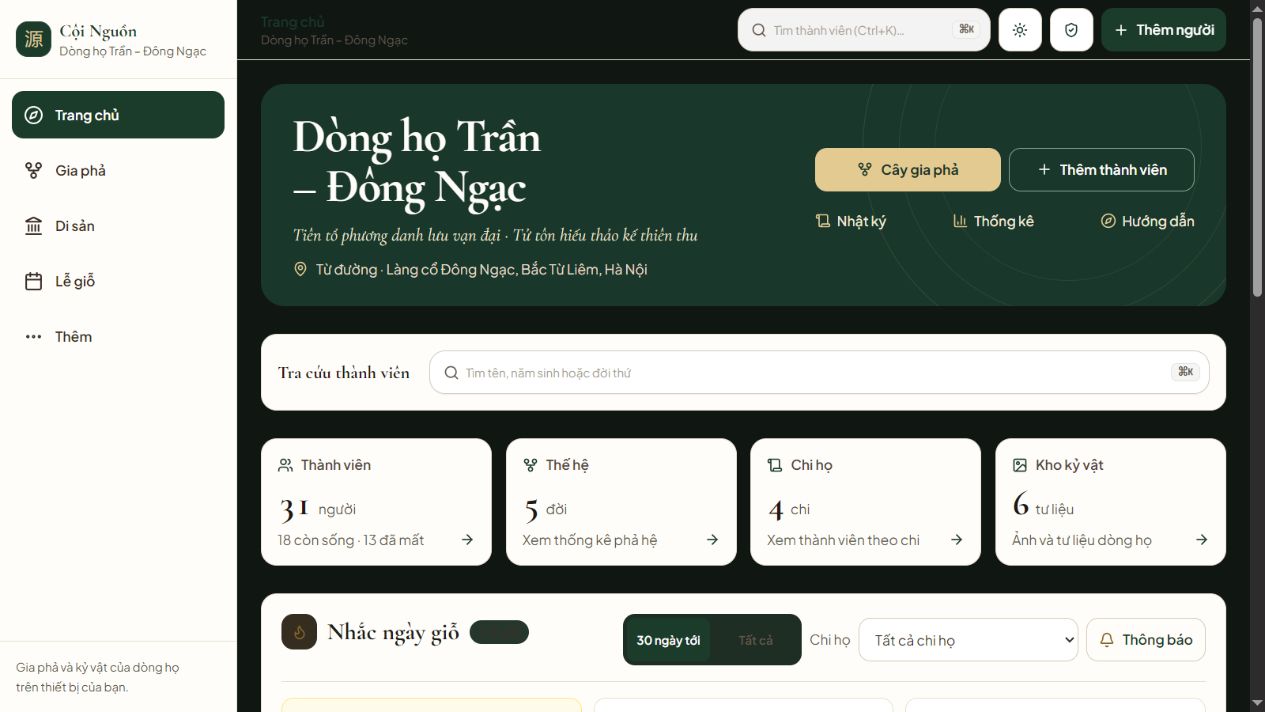 源
Cội Nguồn
Dòng họ Trần – Đông Ngạc
Trang chủ
Gia phả
Di sản
Lễ giỗ
Thêm
Gia phả và kỷ vật của dòng họ
trên thiết bị của bạn.
Trang chủ
Dòng họ Trần – Đông Ngạc
Tìm thành viên (Ctrl+K)...
⌘K
Thêm người
Dòng họ Trần
– Đông Ngạc
Tiên tổ phương danh lưu vạn đại · Tử tôn hiếu thảo kế thiên thu
Từ đường · Làng cổ Đông Ngạc, Bắc Từ Liêm, Hà Nội
Cây gia phả
Thêm thành viên
Nhật ký
Thống kê
Hướng dẫn
Tra cứu thành viên
Tìm tên, năm sinh hoặc đời thứ
⌘K
Thành viên
31 người
18 còn sống · 13 đã mất
Thế hệ
5 đời
Xem thống kê phả hệ
Chi họ
4 chi
Xem thành viên theo chi
Kho kỷ vật
6 tư liệu
Ảnh và tư liệu dòng họ
Nhắc ngày giỗ
30 ngày tới
Tất cả
Chi họ
Tất cả chi họ
Thông báo